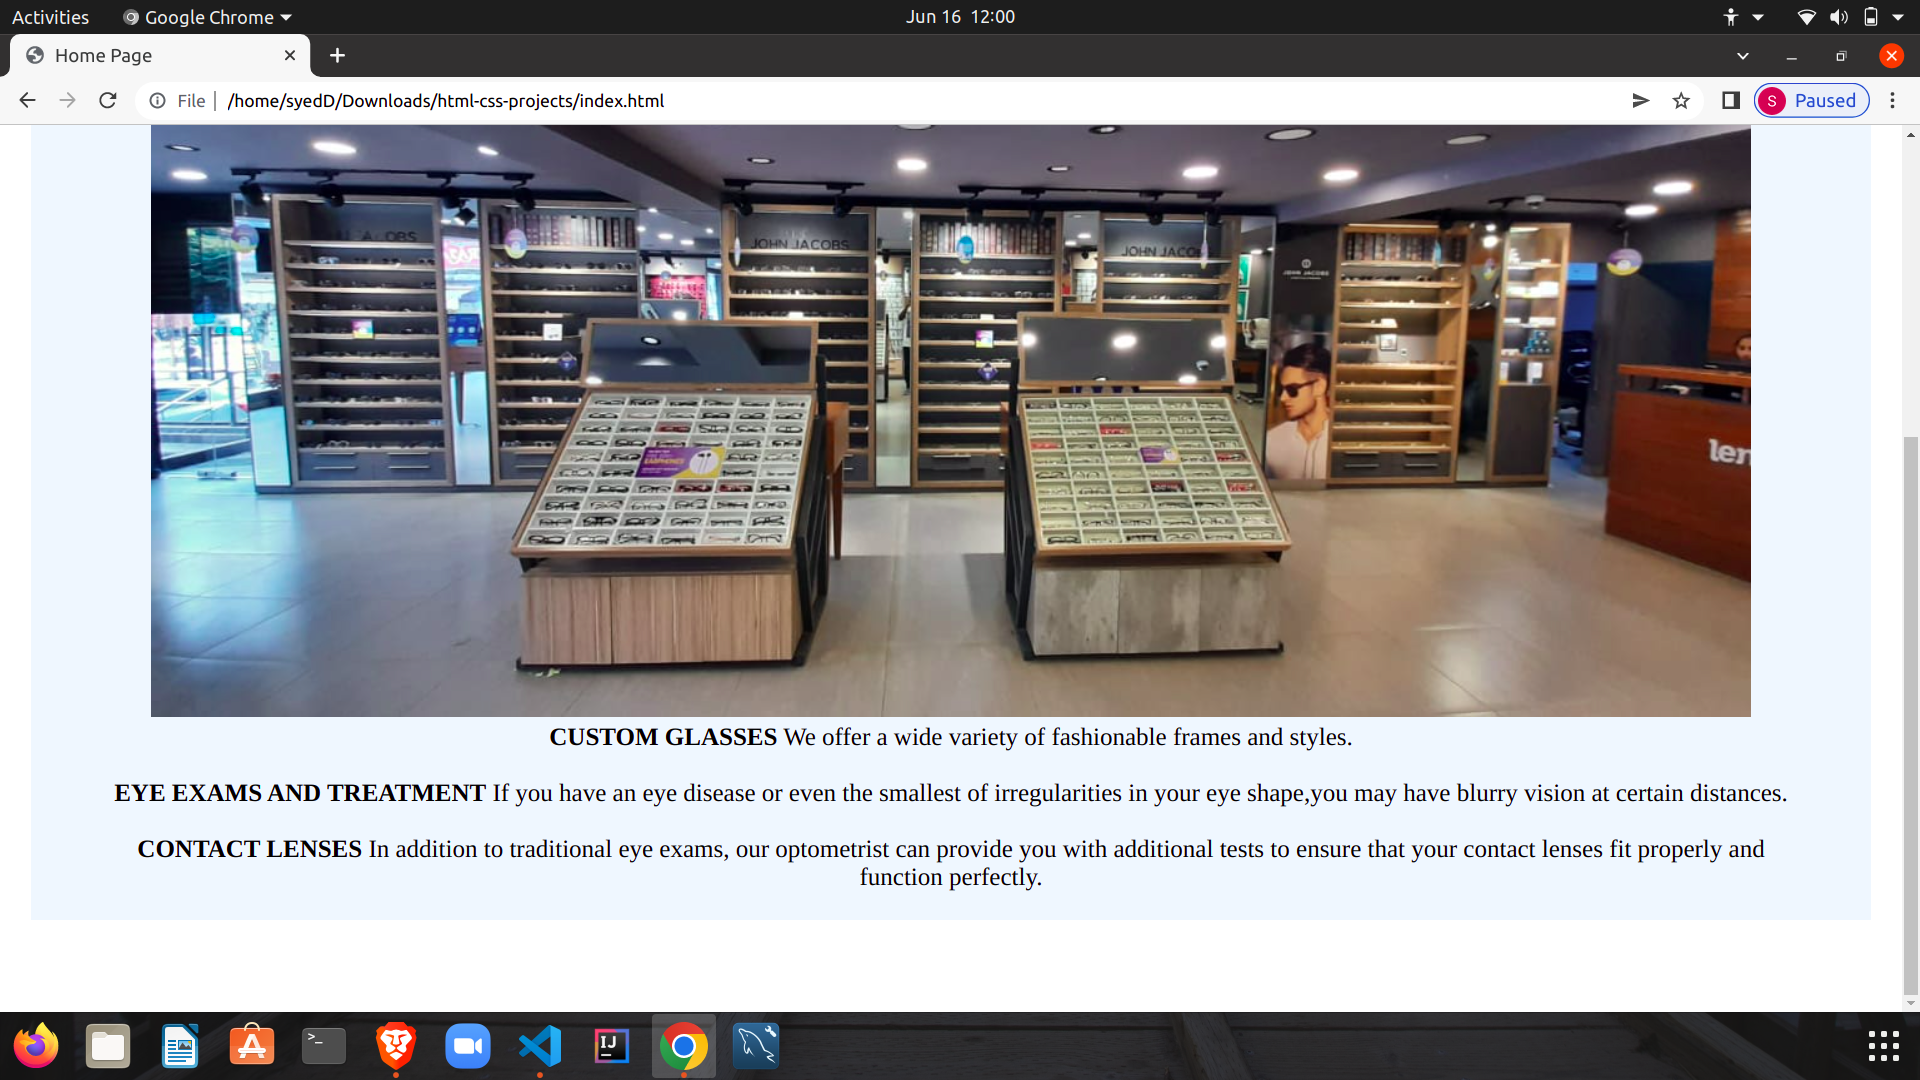 Activities Google Chrome Jun 16 12:00
Home Page
File /home/syedD/Downloads/html-css-projects/index.html S Paused
JOHN JACOBS
JOHN JACOBS
len
CUSTOM GLASSES We offer a wide variety of fashionable frames and styles.
EYE EXAMS AND TREATMENT If you have an eye disease or even the smallest of irregularities in your eye shape,you may have blurry vision at certain distances.
CONTACT LENSES In addition to traditional eye exams, our optometrist can provide you with additional tests to ensure that your contact lenses fit properly and
function perfectly.
>_ IJ